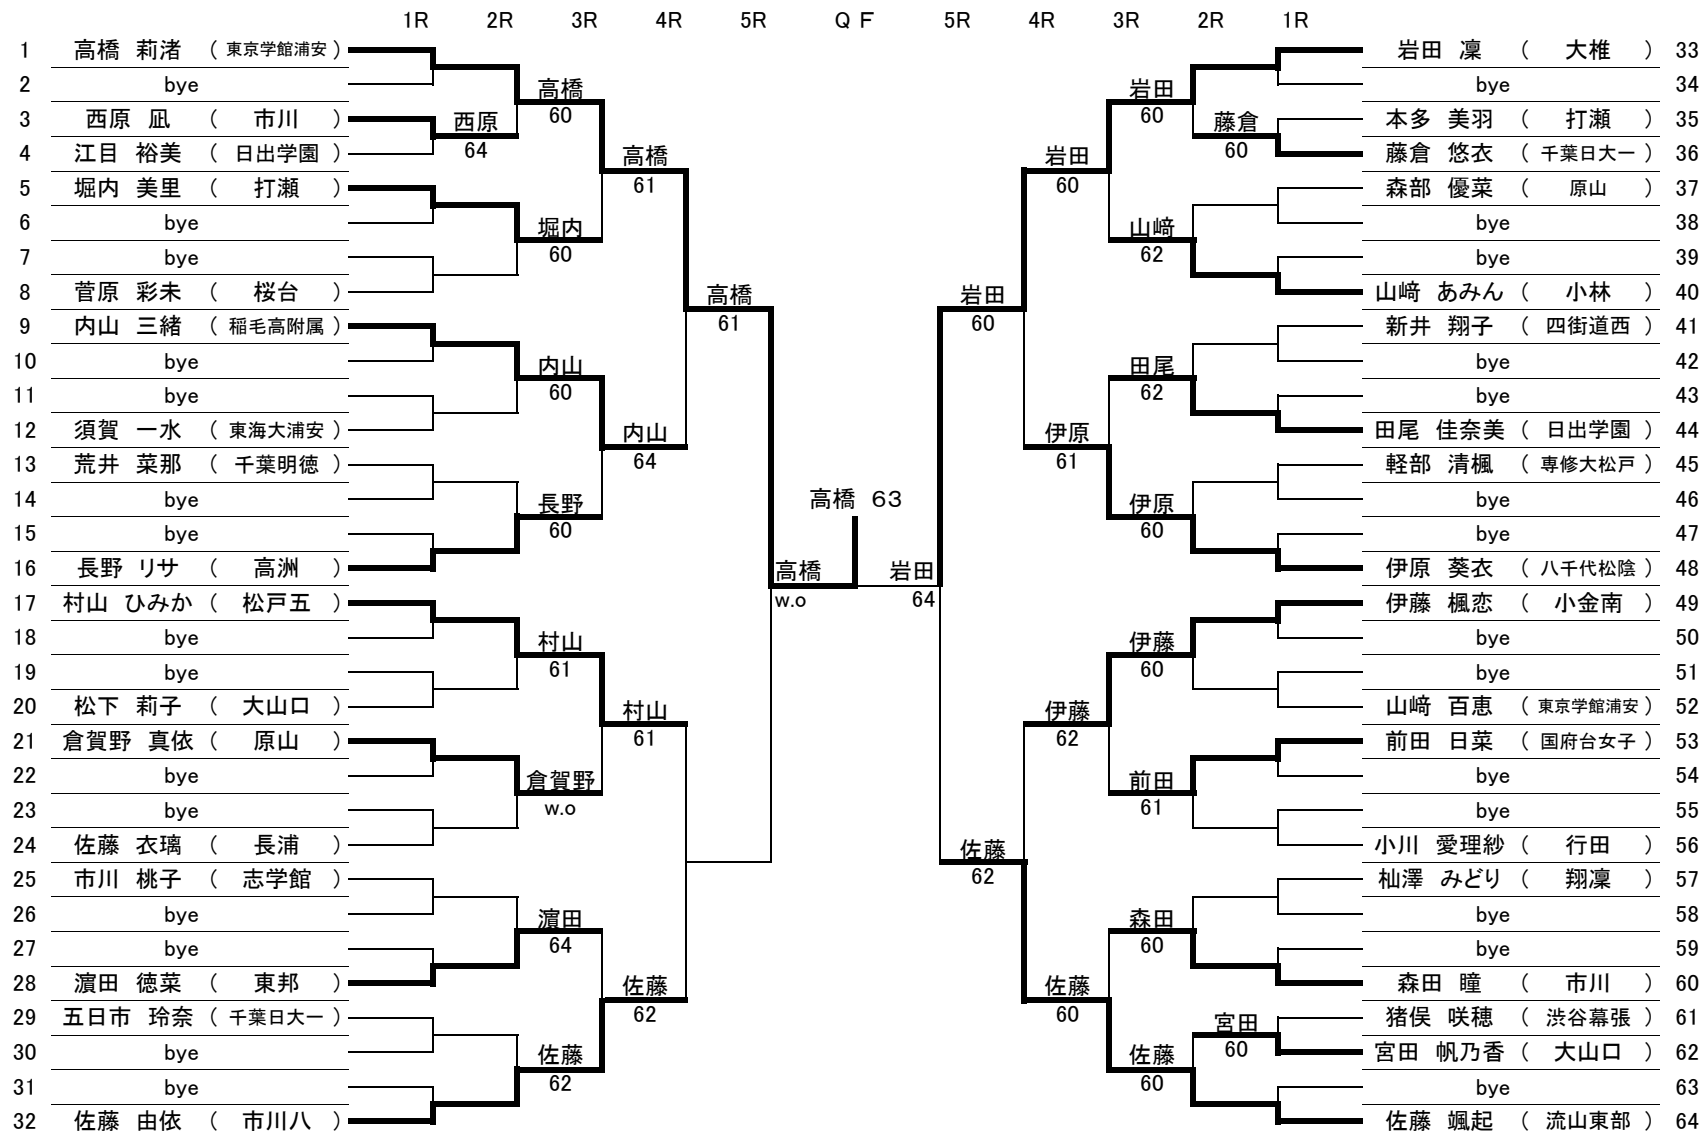 1R 2R 3R 4R 5R ＱＦ 5R 4R 3R 2R 1R
1 高橋 莉渚 （ 東京学館浦安 ）
2 bye
3 西原 凪 （ 市川 ）
4 江目 裕美 （ 日出学園 ）
5 堀内 美里 （ 打瀬 ）
6 bye
7 bye
8 菅原 彩未 （ 桜台 ）
9 内山 三緒 （ 稲毛高附属 ）
10 bye
11 bye
12 須賀 一水 （ 東海大浦安 ）
13 荒井 菜那 （ 千葉明徳 ）
14 bye
15 bye
16 長野 リサ （ 高洲 ）
17 村山 ひみか （ 松戸五 ）
18 bye
19 bye
20 松下 莉子 （ 大山口 ）
21 倉賀野 真依 （ 原山 ）
22 bye
23 bye
24 佐藤 衣璃 （ 長浦 ）
25 市川 桃子 （ 志学館 ）
26 bye
27 bye
28 濵田 徳菜 （ 東邦 ）
29 五日市 玲奈 （ 千葉日大一 ）
30 bye
31 bye
32 佐藤 由依 （ 市川八 ）
西原
64
高橋
60
堀内
60
内山
60
長野
60
村山
61
倉賀野
w.o
濵田
64
佐藤
62
高橋
61
内山
64
村山
61
佐藤
62
高橋
61
高橋
w.o
高橋 ６３
岩田
64
岩田
60
佐藤
62
岩田
60
伊原
61
伊藤
62
佐藤
60
岩田
60
山﨑
62
田尾
62
伊原
60
伊藤
60
前田
61
森田
60
佐藤
60
藤倉
60
宮田
60
岩田 凜 （ 大椎 ） 33
bye 34
本多 美羽 （ 打瀬 ） 35
藤倉 悠衣 （ 千葉日大一 ） 36
森部 優菜 （ 原山 ） 37
bye 38
bye 39
山﨑 あみん （ 小林 ） 40
新井 翔子 （ 四街道西 ） 41
bye 42
bye 43
田尾 佳奈美 （ 日出学園 ） 44
軽部 清楓 （ 専修大松戸 ） 45
bye 46
bye 47
伊原 葵衣 （ 八千代松陰 ） 48
伊藤 楓恋 （ 小金南 ） 49
bye 50
bye 51
山﨑 百恵 （ 東京学館浦安 ） 52
前田 日菜 （ 国府台女子 ） 53
bye 54
bye 55
小川 愛理紗 （ 行田 ） 56
杣澤 みどり （ 翔凜 ） 57
bye 58
bye 59
森田 瞳 （ 市川 ） 60
猪俣 咲穂 （ 渋谷幕張 ） 61
宮田 帆乃香 （ 大山口 ） 62
bye 63
佐藤 颯起 （ 流山東部 ） 64